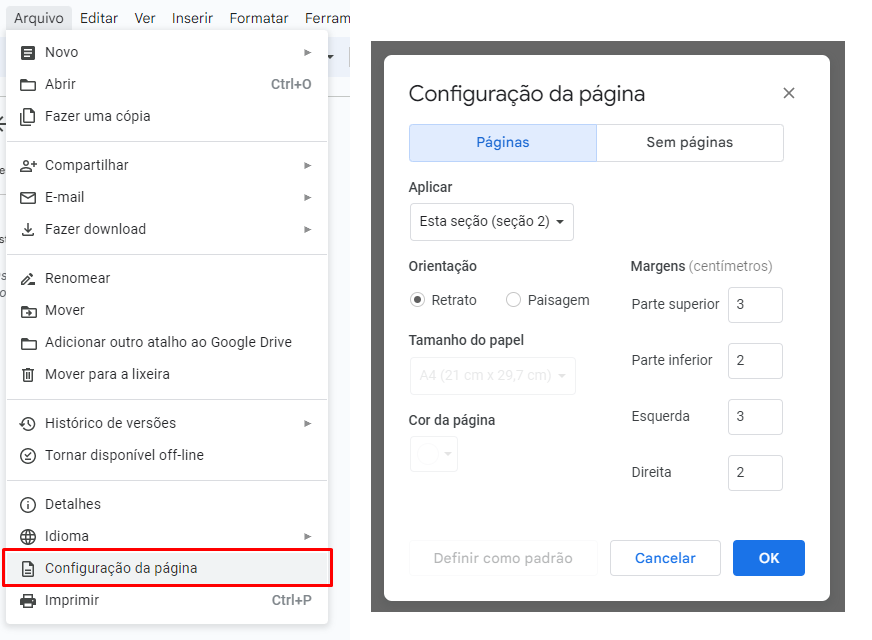 Arquivo Editar Ver Inserir Formatar Ferram
Novo
Abrir Ctrl+O
Fazer uma cópia
Compartilhar
E-mail
Fazer download
Renomear
Mover
Adicionar outro atalho ao Google Drive
Mover para a lixeira
Histórico de versões
Tornar disponível off-line
Detalhes
Idioma
Configuração da página
Imprimir Ctrl+P
Configuração da página
Páginas Sem páginas
Aplicar
Esta seção (seção 2)
Orientação
Retrato Paisagem
Tamanho do papel
A4 (21 cm x 29,7 cm)
Cor da página
Margens (centímetros)
Parte superior 3
Parte inferior 2
Esquerda 3
Direita 2
Definir como padrão Cancelar OK